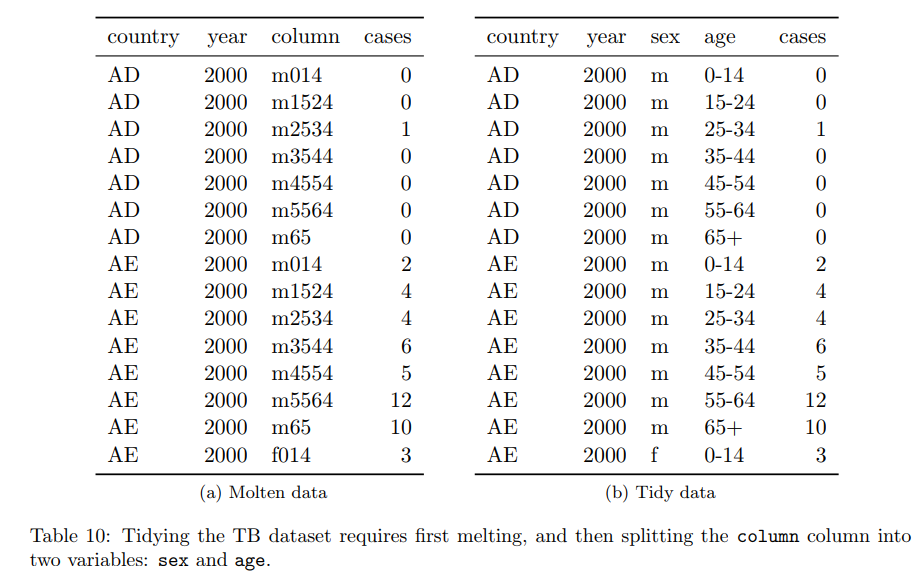 country year column cases
AD 2000 m014 0
AD 2000 m1524 0
AD 2000 m2534 1
AD 2000 m3544 0
AD 2000 m4554 0
AD 2000 m5564 0
AD 2000 m65 0
AE 2000 m014 2
AE 2000 m1524 4
AE 2000 m2534 4
AE 2000 m3544 6
AE 2000 m4554 5
AE 2000 m5564 12
AE 2000 m65 10
AE 2000 f014 3
(a) Molten data
country year sex age cases
AD 2000 m 0-14 0
AD 2000 m 15-24 0
AD 2000 m 25-34 1
AD 2000 m 35-44 0
AD 2000 m 45-54 0
AD 2000 m 55-64 0
AD 2000 m 65+ 0
AE 2000 m 0-14 2
AE 2000 m 15-24 4
AE 2000 m 25-34 4
AE 2000 m 35-44 6
AE 2000 m 45-54 5
AE 2000 m 55-64 12
AE 2000 m 65+ 10
AE 2000 f 0-14 3
(b) Tidy data
Table 10: Tidying the TB dataset requires first melting, and then splitting the column column into
two variables: sex and age.